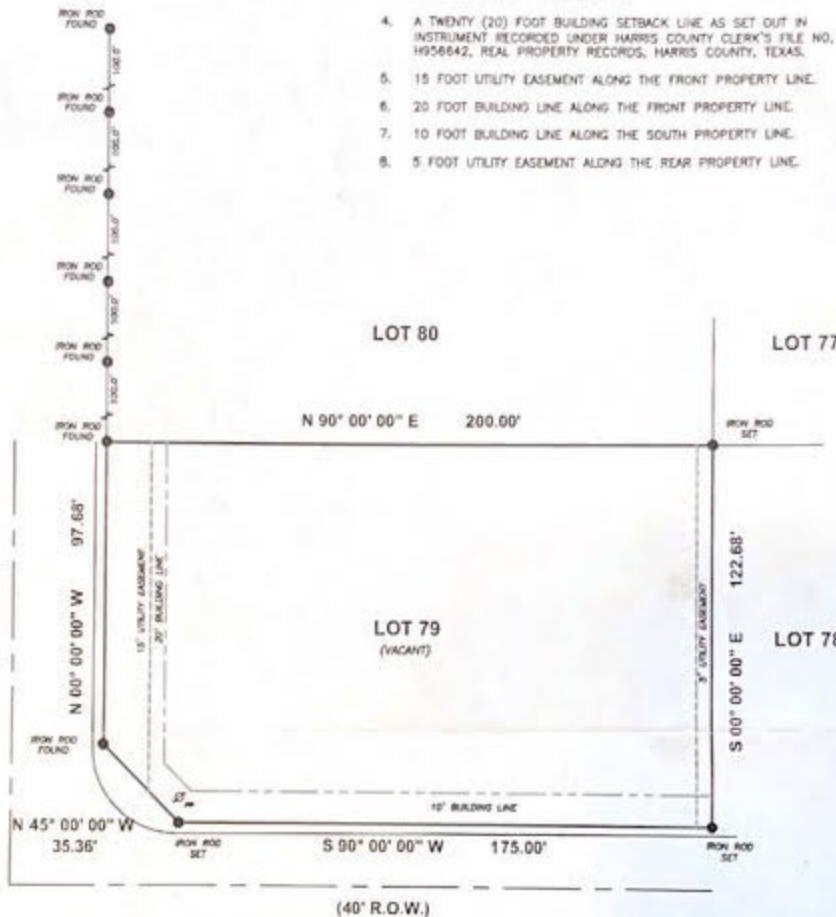 IRON ROD
FOUND
4. A TWENTY (20) FOOT BUILDING SETBACK LINE AS SET OUT IN
INSTRUMENT RECORDED UNDER HARRIS COUNTY CLERK'S FILE NO.
H956642, REAL PROPERTY RECORDS, HARRIS COUNTY, TEXAS.
5. 15 FOOT UTILITY EASEMENT ALONG THE FRONT PROPERTY LINE.
6. 20 FOOT BUILDING LINE ALONG THE FRONT PROPERTY LINE.
7. 10 FOOT BUILDING LINE ALONG THE SOUTH PROPERTY LINE.
8. 5 FOOT UTILITY EASEMENT ALONG THE REAR PROPERTY LINE.
100.0'
IRON ROD
FOUND
100.0'
IRON ROD
FOUND
100.0'
IRON ROD
FOUND
100.0'
IRON ROD
FOUND
100.0'
IRON ROD
FOUND
LOT 80
LOT 77
N 90° 00' 00" E 200.00'
IRON ROD
SET
N 00° 00' 00" W 97.68'
15' UTILITY EASEMENT
20' BUILDING LINE
LOT 79
(VACANT)
5' UTILITY EASEMENT
S 00° 00' 00" E 122.68'
LOT 78
IRON ROD
FOUND
PP
10' BUILDING LINE
N 45° 00' 00" W
35.36'
IRON ROD
SET
S 90° 00' 00" W 175.00'
IRON ROD
SET
(40' R.O.W.)